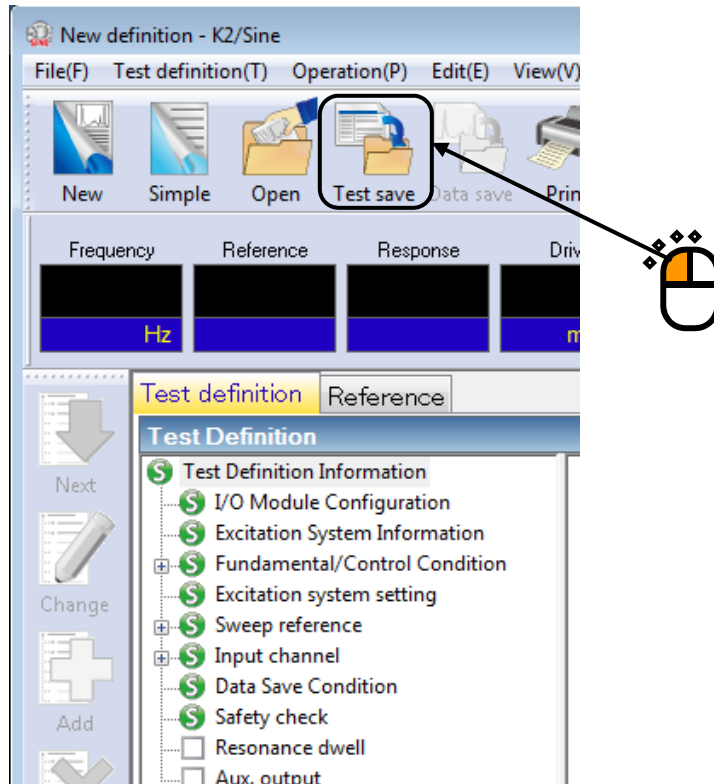 New definition - K2/Sine
File(F) Test definition(T) Operation(P) Edit(E) View(V)
New Simple Open Test save Data save Prin
Frequency Reference Response Driv
Hz m
Test definition Reference
Test Definition
Test Definition Information
I/O Module Configuration
Next
Excitation System Information
Fundamental/Control Condition
Excitation system setting
Change
Sweep reference
Input channel
Data Save Condition
Safety check
Add
Resonance dwell
Aux. output